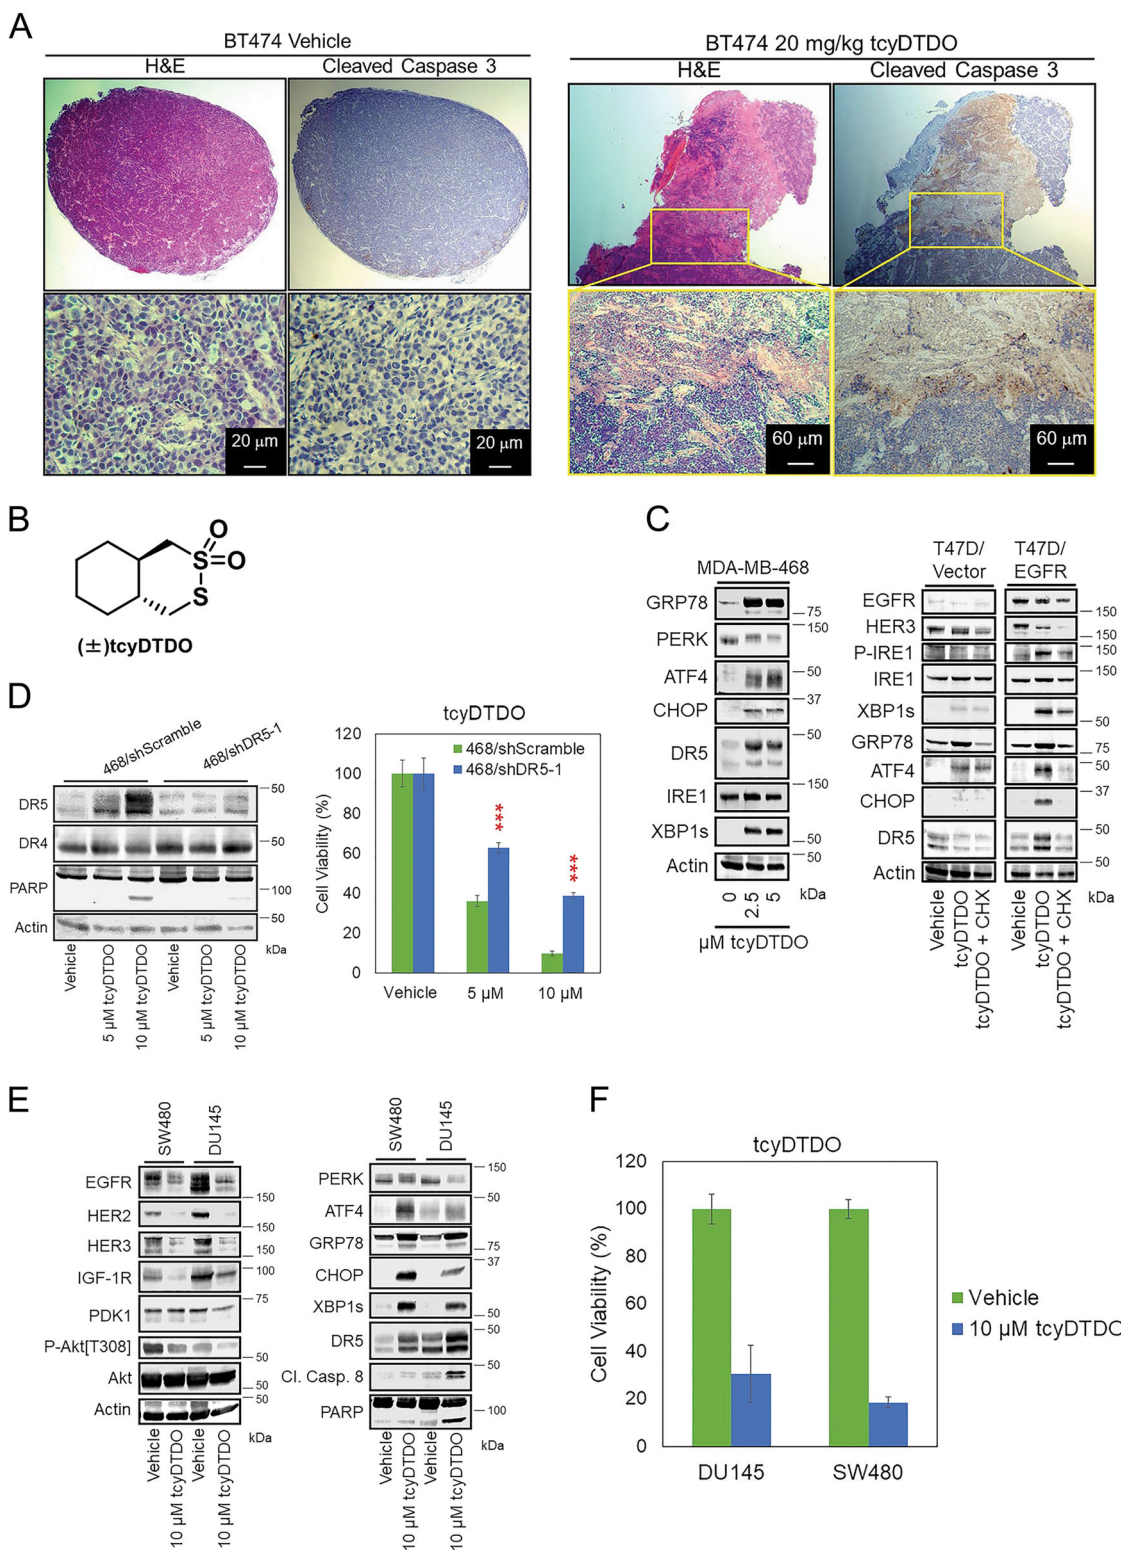 A
BT474 Vehicle
H&E
Cleaved Caspase 3
BT474 20 mg/kg tcyDTDO
H&E
Cleaved Caspase 3
20 µm
20 µm
60 µm
60 µm
B
O
O
S
S
(±)tcyDTDO
C
MDA-MB-468
GRP78
75
150
PERK
ATF4
50
37
CHOP
DR5
150
IRE1
XBP1s
50
50
Actin
kDa
0
2.5
5
µM tcyDTDO
T47D/ Vector
T47D/ EGFR
EGFR
150
HER3
150
P-IRE1
150
IRE1
150
XBP1s
50
GRP78
75
ATF4
50
CHOP
37
DR5
50
Actin
50
kDa
Vehicle
tcyDTDO
tcyDTDO + CHX
Vehicle
tcyDTDO
tcyDTDO + CHX
D
468/shScramble
468/shDR5-1
DR5
50
DR4
50
PARP
100
Actin
50
kDa
Vehicle
5 µM tcyDTDO
10 µM tcyDTDO
Vehicle
5 µM tcyDTDO
10 µM tcyDTDO
tcyDTDO
468/shScramble
468/shDR5-1
Cell Viability (%)
120
100
80
60
40
20
0
***
***
Vehicle
5 µM
10 µM
E
SW480
DU145
EGFR
150
HER2
150
HER3
150
IGF-1R
100
75
PDK1
P-Akt[T308]
50
Akt
50
50
Actin
kDa
Vehicle
10 µM tcyDTDO
Vehicle
10 µM tcyDTDO
SW480
DU145
PERK
150
50
ATF4
GRP78
75
37
CHOP
XBP1s
50
DR5
50
Cl. Casp. 8
PARP
100
kDa
Vehicle
10 µM tcyDTDO
Vehicle
10 µM tcyDTDO
F
tcyDTDO
Cell Viability (%)
120
100
80
60
40
20
0
Vehicle
10 µM tcyDTDO
DU145
SW480